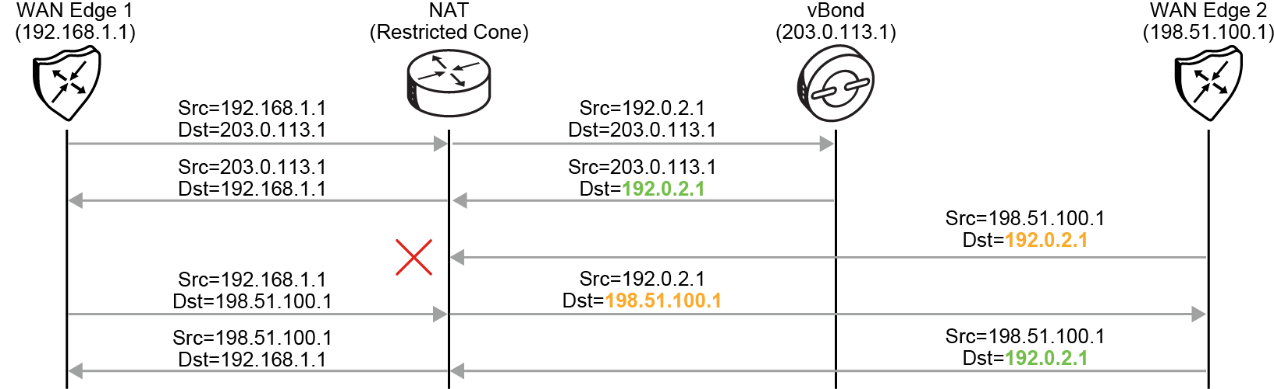 WAN Edge 1
(192.168.1.1)
NAT
(Restricted Cone)
vBond
(203.0.113.1)
WAN Edge 2
(198.51.100.1)
Src=192.168.1.1
Dst=203.0.113.1
Src=192.0.2.1
Dst=203.0.113.1
Src=203.0.113.1
Dst=192.168.1.1
Src=203.0.113.1
Dst=192.0.2.1
Src=198.51.100.1
Dst=192.0.2.1
Src=192.168.1.1
Dst=198.51.100.1
Src=192.0.2.1
Dst=198.51.100.1
Src=198.51.100.1
Dst=192.168.1.1
Src=198.51.100.1
Dst=192.0.2.1